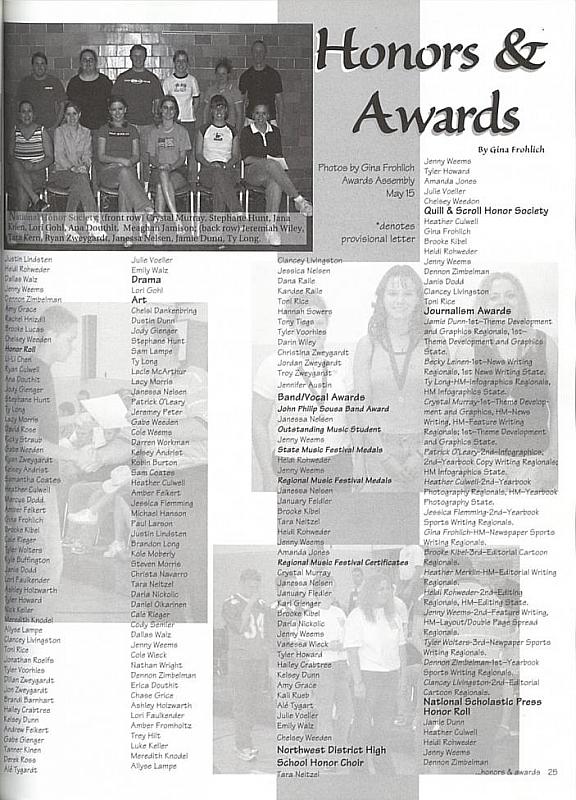 Honors &
Awards
By Gina Frohlich
Photos by Gina Frohlich
Awards Assembly
May 15
*denotes
provisional letter
National Honor Society: (front row) Crystal Murray, Stephane Hunt, Jana
Krien, Lori Gohl, Ana Douthit, Meaghan Jamison; (back row) Jeremiah Wiley,
Tara Kern, Ryan Zweygardt, Janessa Nelsen, Jamie Dunn, Ty Long.
Justin Lindsten
Heidi Rohweder
Dallas Walz
Jenny Weems
Dennon Zimbelman
Amy Grace
Rachel Hnizdil
Brooke Lucas
Chelsey Weeden
Honor Roll
Li-Li Chen
Ryan Culwell
Ana Douthit
Jody Gienger
Stephane Hunt
Ty Long
Lacy Morris
David Rose
Ricky Straub
Gabe Weeden
Ryan Zweygardt
Kelsey Andrist
Samantha Coates
Heather Culwell
Marcus Dodd
Amber Feikert
Gina Frohlich
Brooke Kibel
Cale Rieger
Tyler Wolters
Kyle Buffington
Janis Dodd
Lori Faulkender
Ashley Holzwarth
Tyler Howard
Nick Keller
Meredith Knodel
Allyse Lampe
Clancey Livingston
Toni Rice
Jonathan Roelfs
Tyler Voorhies
Dillan Zweygardt
Jon Zweygardt
Brandi Barnhart
Hailey Crabtree
Kelsey Dunn
Andrew Feikert
Gabe Gienger
Tanner Kinen
Derek Ross
Alé Tygardt
Julie Voeller
Emily Walz
Drama
Lori Gohl
Art
Chelsi Dankenbring
Dustin Dunn
Jody Gienger
Stephane Hunt
Sam Lampe
Ty Long
Lacie McArthur
Lacy Morris
Janessa Nelsen
Patrick O'Leary
Jeremey Peter
Gabe Weeden
Cole Weems
Darren Workman
Kelsey Andrist
Robin Burton
Sam Coates
Heather Culwell
Amber Feikert
Jessica Flemming
Michael Hanson
Paul Larson
Justin Lindsten
Brandon Long
Kole Moberly
Steven Morris
Christa Navarro
Tara Neitzel
Daria Nickolic
Daniel Oikarinen
Cale Rieger
Cody Semler
Dallas Walz
Jenny Weems
Cole Wieck
Nathan Wright
Dennon Zimbelman
Erica Douthit
Chase Grice
Ashley Holzwarth
Lori Faulkender
Amber Fromholtz
Trey Hilt
Luke Keller
Meredith Knodel
Allyse Lampe
Clancey Livingston
Jessica Nelsen
Dana Raile
Kandee Raile
Toni Rice
Hannah Sowers
Tony Tiggs
Tyler Voorhies
Darin Wiley
Christina Zweygardt
Jordan Zweygardt
Troy Zweygardt
Jennifer Austin
Band/Vocal Awards
John Philip Sousa Band Award
Janessa Nelsen
Outstanding Music Student
Jenny Weems
State Music Festival Medals
Heidi Rohweder
Jenny Weems
Regional Music Festival Medals
Janessa Nelsen
January Feidler
Brooke Kibel
Tara Neitzel
Heidi Rohweder
Jenny Weems
Amanda Jones
Regional Music Festival Certificates
Crystal Murray
Janessa Nelsen
January Fiedler
Karl Gienger
Brooke Kibel
Daria Nickolic
Jenny Weems
Vanessa Wieck
Tyler Howard
Hailey Crabtree
Kelsey Dunn
Amy Grace
Kali Rueb
Alé Tygart
Julie Voeller
Emily Walz
Chelsey Weeden
Northwest District High
School Honor Choir
Tara Neitzel
Jenny Weems
Tyler Howard
Amanda Jones
Julie Voeller
Chelsey Weedon
Quill & Scroll Honor Society
Heather Culwell
Gina Frohlich
Brooke Kibel
Heidi Rohweder
Jenny Weems
Dennon Zimbelman
Janis Dodd
Clancey Livingston
Toni Rice
Journalism Awards
Jamie Dunn-1st-Theme Development
and Graphics Regionals, 1st-
Theme Development and Graphics
State.
Becky Leinen-1st-News Writing
Regionals, 1st News Writing State.
Ty Long-HM-Infographics Regionals,
HM Infographics State.
Crystal Murray-1st-Theme Develop-
ment and Graphics, HM-News
Writing, HM-Feature Writing
Regionals; 1st-Theme Development
and Graphics State.
Patrick O'Leary-2nd-Infographics,
2nd-Yearbook Copy Writing Regionals;
HM Infographics State.
Heather Culwell-2nd-Yearbook
Photography Regionals, HM-Yearbook
Photography State.
Jessica Flemming-2nd-Yearbook
Sports Writing Regionals.
Gina Frohlich-HM-Newspaper Sports
Writing Regionals.
Brooke Kibel-3rd-Editorial Cartoon
Regionals.
Heather Merklin-HM-Editorial Writing
Regionals.
Heidi Rohweder-2nd-Editing
Regionals, HM-Editing State.
Jenny Weems-2nd-Feature Writing,
HM-Layout/Double Page Spread
Regionals.
Tyler Wolters-3rd-Newpaper Sports
Writing Regionals.
Dennon Zimbelman-1st-Yearbook
Sports Writing Regionals.
Clancey Livingston-2nd-Editorial
Cartoon Regionals.
National Scholastic Press
Honor Roll
Jamie Dunn
Heather Culwell
Heidi Rohweder
Jenny Weems
Dennon Zimbelman
...honors & awards 25